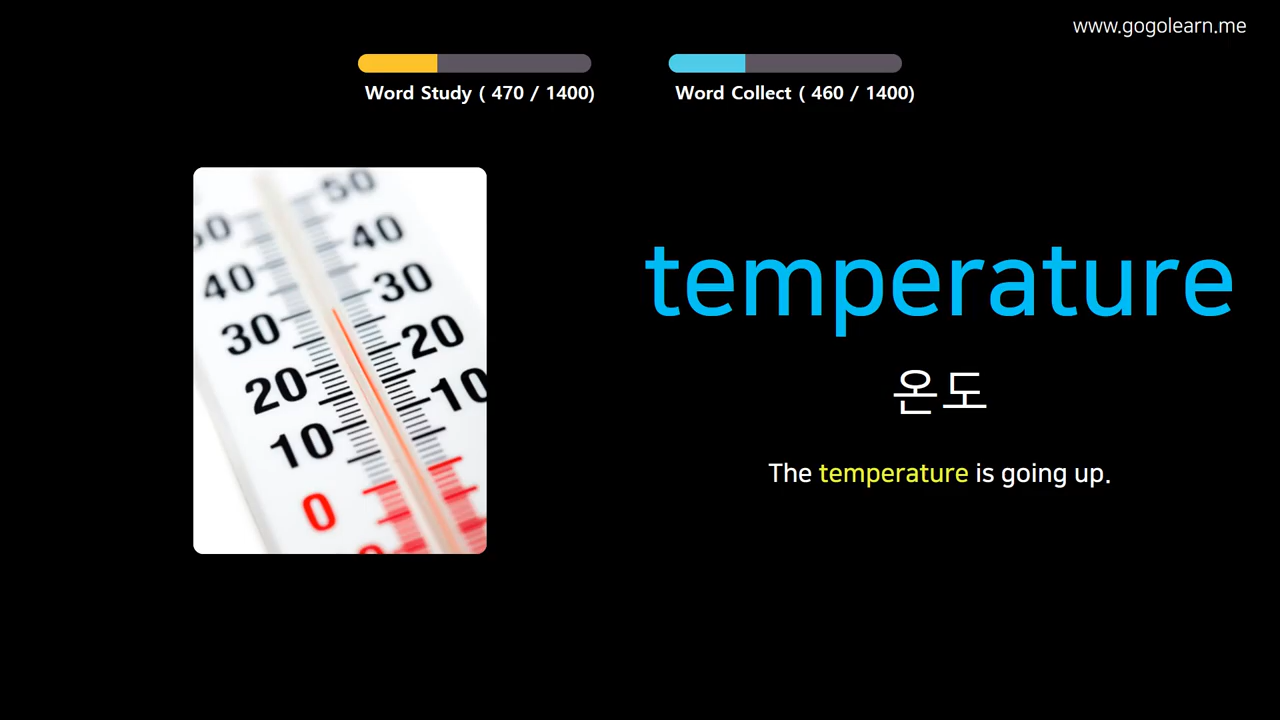 www.gogolearn.me
Word Study ( 470 / 1400)
Word Collect ( 460 / 1400)
50
40
40
30
30
20
20
10
10
0
temperature
온도
The temperature is going up.